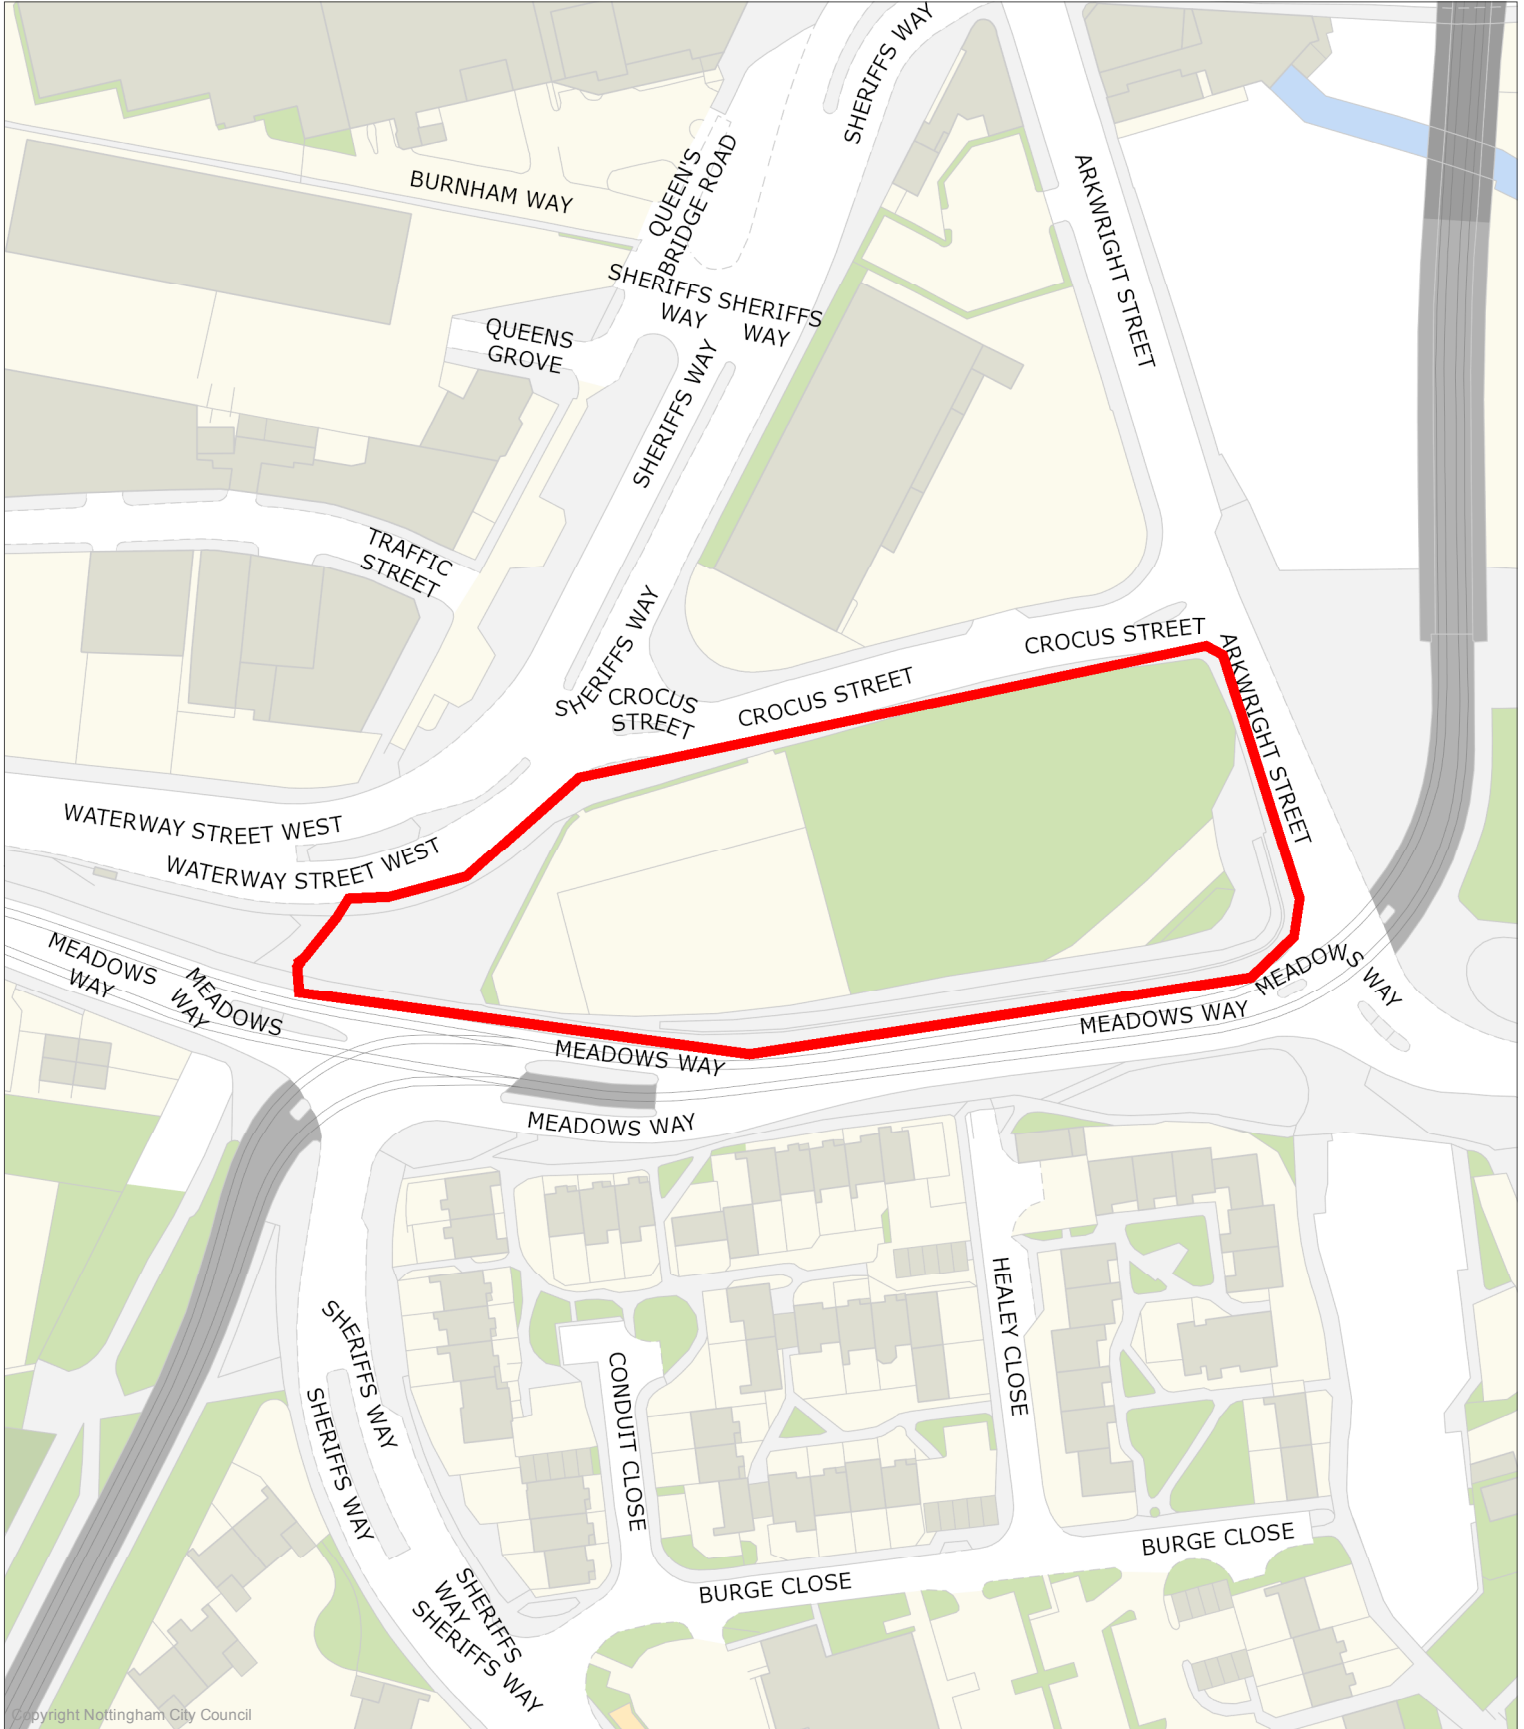 SHERIFFS WAY
QUEEN'S
BRIDGE ROAD
BURNHAM WAY
ARKWRIGHT STREET
SHERIFFS
WAY
SHERIFFS
WAY
QUEENS
GROVE
SHERIFFS WAY
TRAFFIC
STREET
SHERIFFS WAY
CROCUS STREET
CROCUS
STREET
CROCUS STREET
ARKWRIGHT STREET
WATERWAY STREET WEST
WATERWAY STREET WEST
MEADOWS
WAY
MEADOWS
WAY
MEADOWS WAY
MEADOWS WAY
MEADOWS WAY
MEADOWS WAY
HEALEY CLOSE
SHERIFFS WAY
SHERIFFS WAY
CONDUIT CLOSE
BURGE CLOSE
BURGE CLOSE
SHERIFFS
WAY
SHERIFFS WAY
Copyright Nottingham City Council